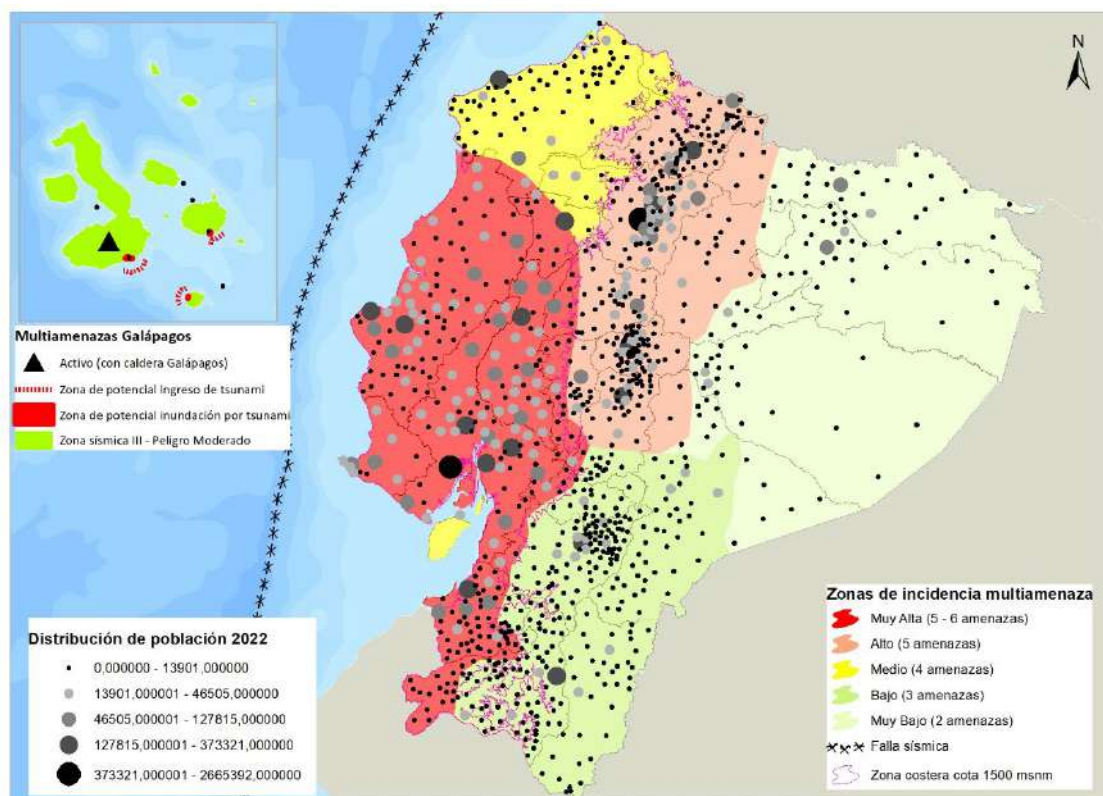 N
Multiamenazas Galápagos
Activo (con caldera Galápagos)
Zona de potencial ingreso de tsunami
Zona de potencial inundación por tsunami
Zona sísmica III - Peligro Moderado
Distribución de población 2022
0,000000 - 13901,000000
13901,000001 - 46505,000000
46505,000001 - 127815,000000
127815,000001 - 373321,000000
373321,000001 - 2665392,000000
Zonas de incidencia multiamenaza
Muy Alta (5 - 6 amenazas)
Alto (5 amenazas)
Medio (4 amenazas)
Bajo (3 amenazas)
Muy Bajo (2 amenazas)
Falla sísmica
Zona costera cota 1500 msnm